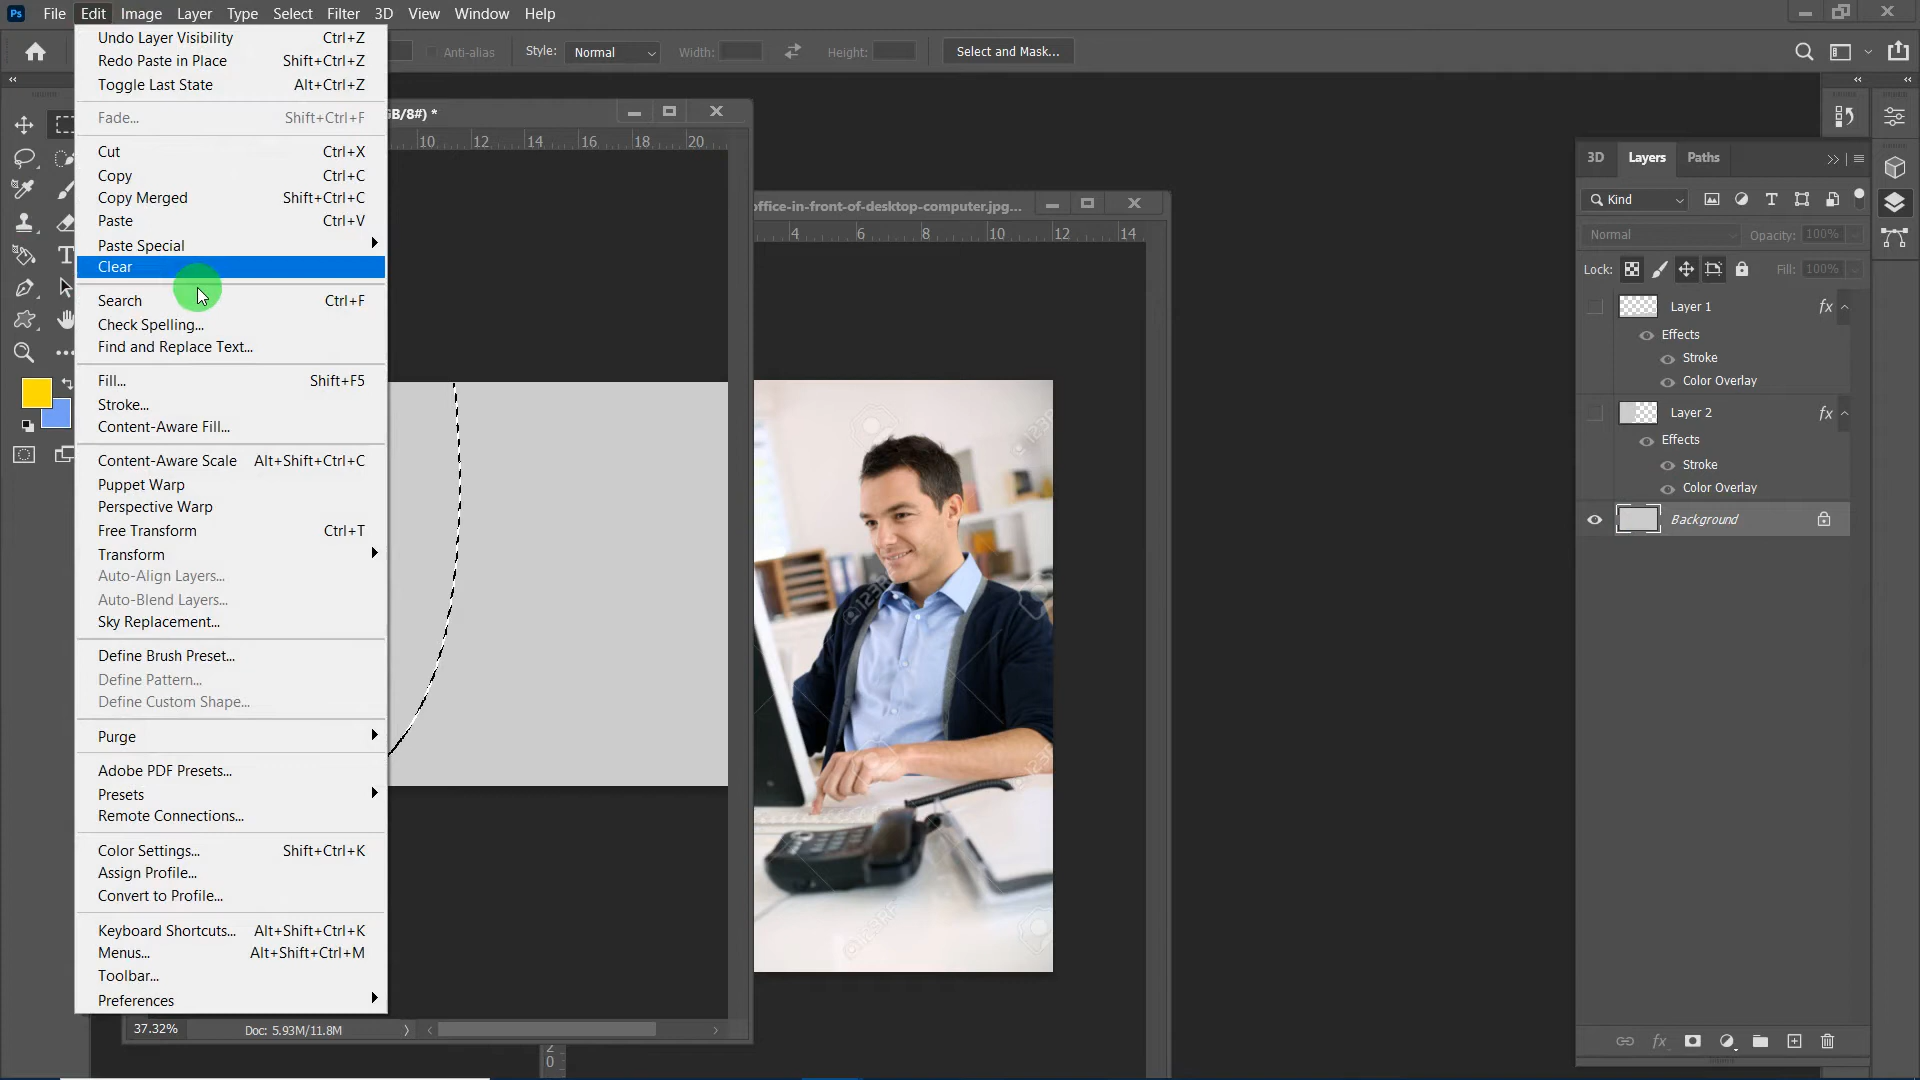 Ps File Edit Image Layer Type Select Filter 3D View Window Help
Anti-alias Style: Normal Width: Height: Select and Mask...
Undo Layer Visibility Ctrl+Z
Redo Paste in Place Shift+Ctrl+Z
Toggle Last State Alt+Ctrl+Z
Fade... Shift+Ctrl+F
Cut Ctrl+X
Copy Ctrl+C
Copy Merged Shift+Ctrl+C
Paste Ctrl+V
Paste Special
Clear
Search Ctrl+F
Check Spelling...
Find and Replace Text...
Fill... Shift+F5
Stroke...
Content-Aware Fill...
Content-Aware Scale Alt+Shift+Ctrl+C
Puppet Warp
Perspective Warp
Free Transform Ctrl+T
Transform
Auto-Align Layers...
Auto-Blend Layers...
Sky Replacement...
Define Brush Preset...
Define Pattern...
Define Custom Shape...
Purge
Adobe PDF Presets...
Presets
Remote Connections...
Color Settings... Shift+Ctrl+K
Assign Profile...
Convert to Profile...
Keyboard Shortcuts... Alt+Shift+Ctrl+K
Menus... Alt+Shift+Ctrl+M
Toolbar...
Preferences
GB/8#) *
10 12 14 16 18 20
office-in-front-of-desktop-computer.jpg...
4 6 8 10 12 14
37.32% Doc: 5.93M/11.8M
2
0
3D Layers Paths
Kind
Normal Opacity: 100%
Lock: Fill: 100%
Layer 1 fx
Effects
Stroke
Color Overlay
Layer 2 fx
Effects
Stroke
Color Overlay
Background
fx